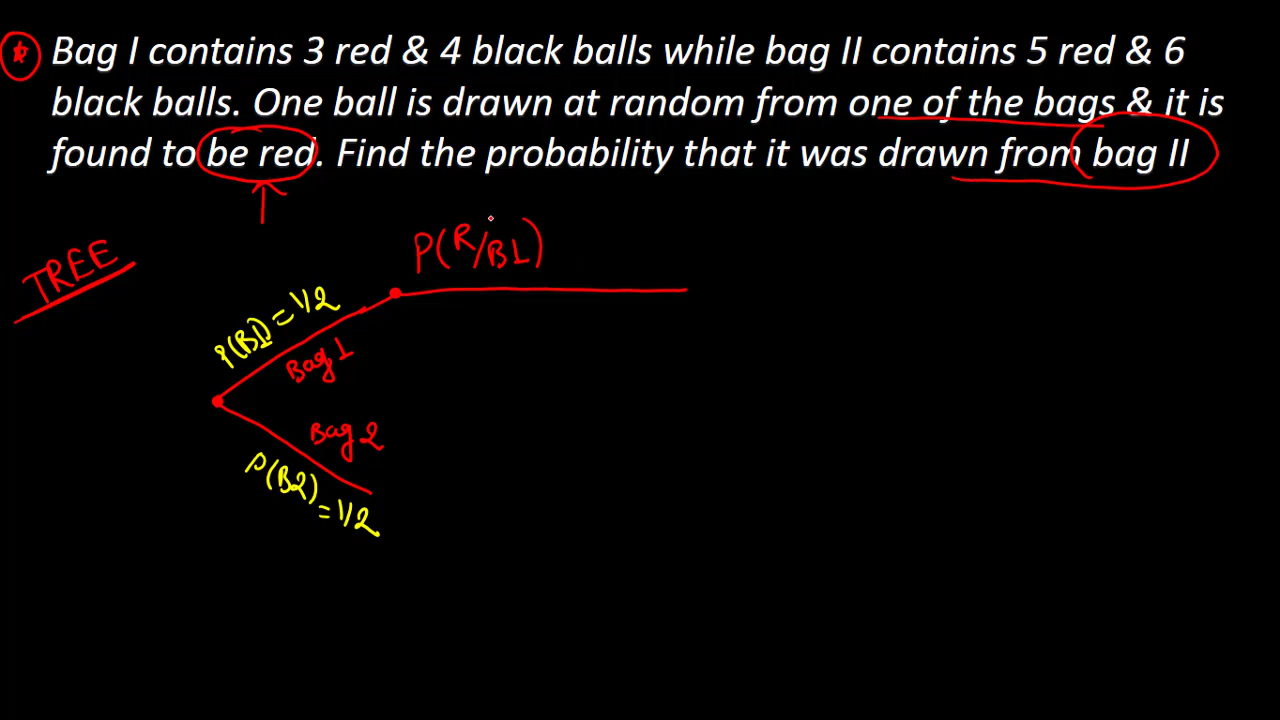 Bag I contains 3 red & 4 black balls while bag II contains 5 red & 6
black balls. One ball is drawn at random from one of the bags & it is
found to be red. Find the probability that it was drawn from bag II
TREE
P(R/B1)
P(B1) = 1/2
Bag 1
Bag 2
P(B2)
= 1/2